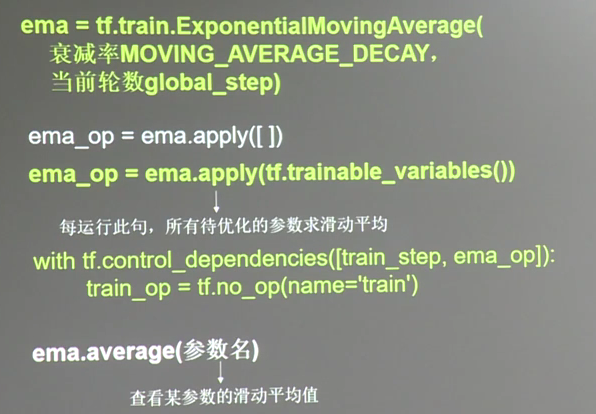 ema = tf.train.ExponentialMovingAverage(
衰减率MOVING_AVERAGE_DECAY,
当前轮数global_step)
ema_op = ema.apply([ ])
ema_op = ema.apply(tf.trainable_variables())
每运行此句，所有待优化的参数求滑动平均
with tf.control_dependencies([train_step, ema_op]):
train_op = tf.no_op(name='train')
ema.average(参数名)
查看某参数的滑动平均值